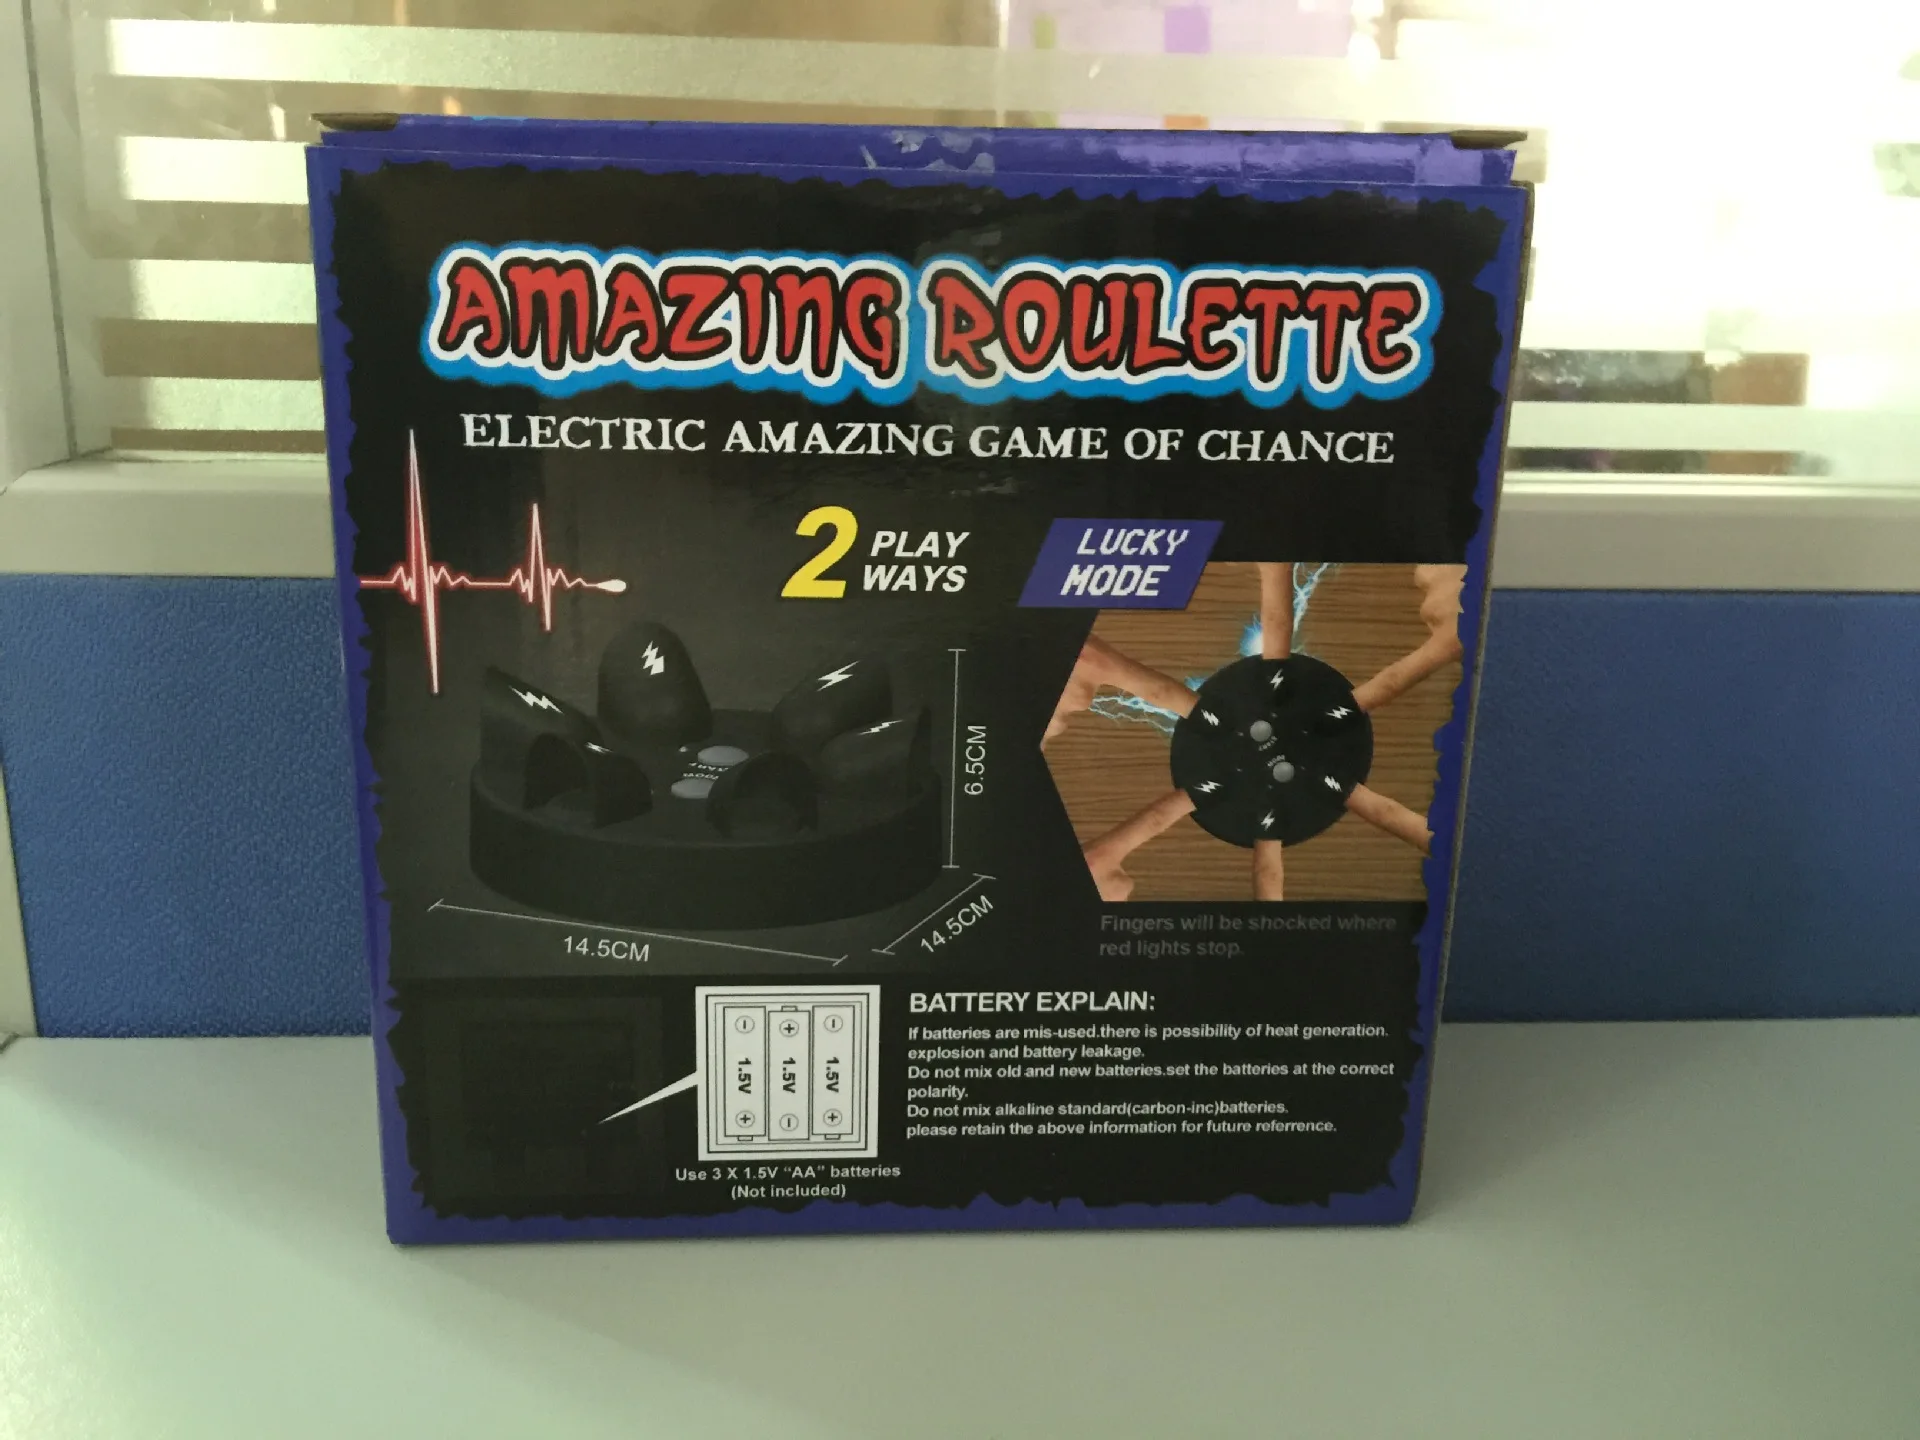 AMAZING ROULETTE
ELECTRIC AMAZING GAME OF CHANCE
2 PLAY
WAYS
LUCKY
MODE
6.5CM
14.5CM
14.5CM
Fingers will be shocked where
red lights stop.
1.5V
1.5V
1.5V
Use 3 X 1.5V “AA” batteries
(Not included)
BATTERY EXPLAIN:
If batteries are mis-used.there is possibility of heat generation.
explosion and battery leakage.
Do not mix old and new batteries.set the batteries at the correct
polarity.
Do not mix alkaline standard(carbon-inc)batteries.
please retain the above information for future referrence.